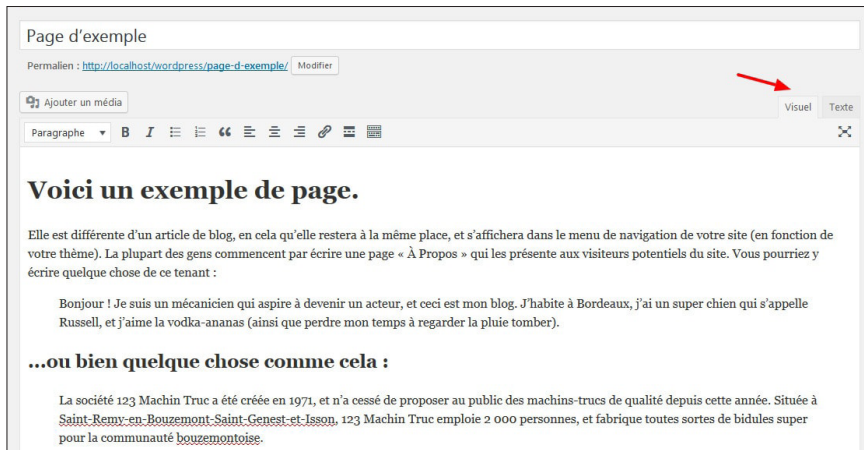 Page d'exemple
Permalien : http://localhost/wordpress/page-d-exemple/ Modifier
Ajouter un média
Visuel Texte
Paragraphe B I
Voici un exemple de page.
Elle est différente d'un article de blog, en cela qu'elle restera à la même place, et s'affichera dans le menu de navigation de votre site (en fonction de
votre thème). La plupart des gens commencent par écrire une page « À Propos » qui les présente aux visiteurs potentiels du site. Vous pourriez y
écrire quelque chose de ce tenant :
Bonjour ! Je suis un mécanicien qui aspire à devenir un acteur, et ceci est mon blog. J'habite à Bordeaux, j'ai un super chien qui s'appelle
Russell, et j'aime la vodka-ananas (ainsi que perdre mon temps à regarder la pluie tomber).
...ou bien quelque chose comme cela :
La société 123 Machin Truc a été créée en 1971, et n'a cessé de proposer au public des machins-trucs de qualité depuis cette année. Située à
Saint-Remy-en-Bouzemont-Saint-Genest-et-Isson, 123 Machin Truc emploie 2 000 personnes, et fabrique toutes sortes de bidules super
pour la communauté bouzemontoise.